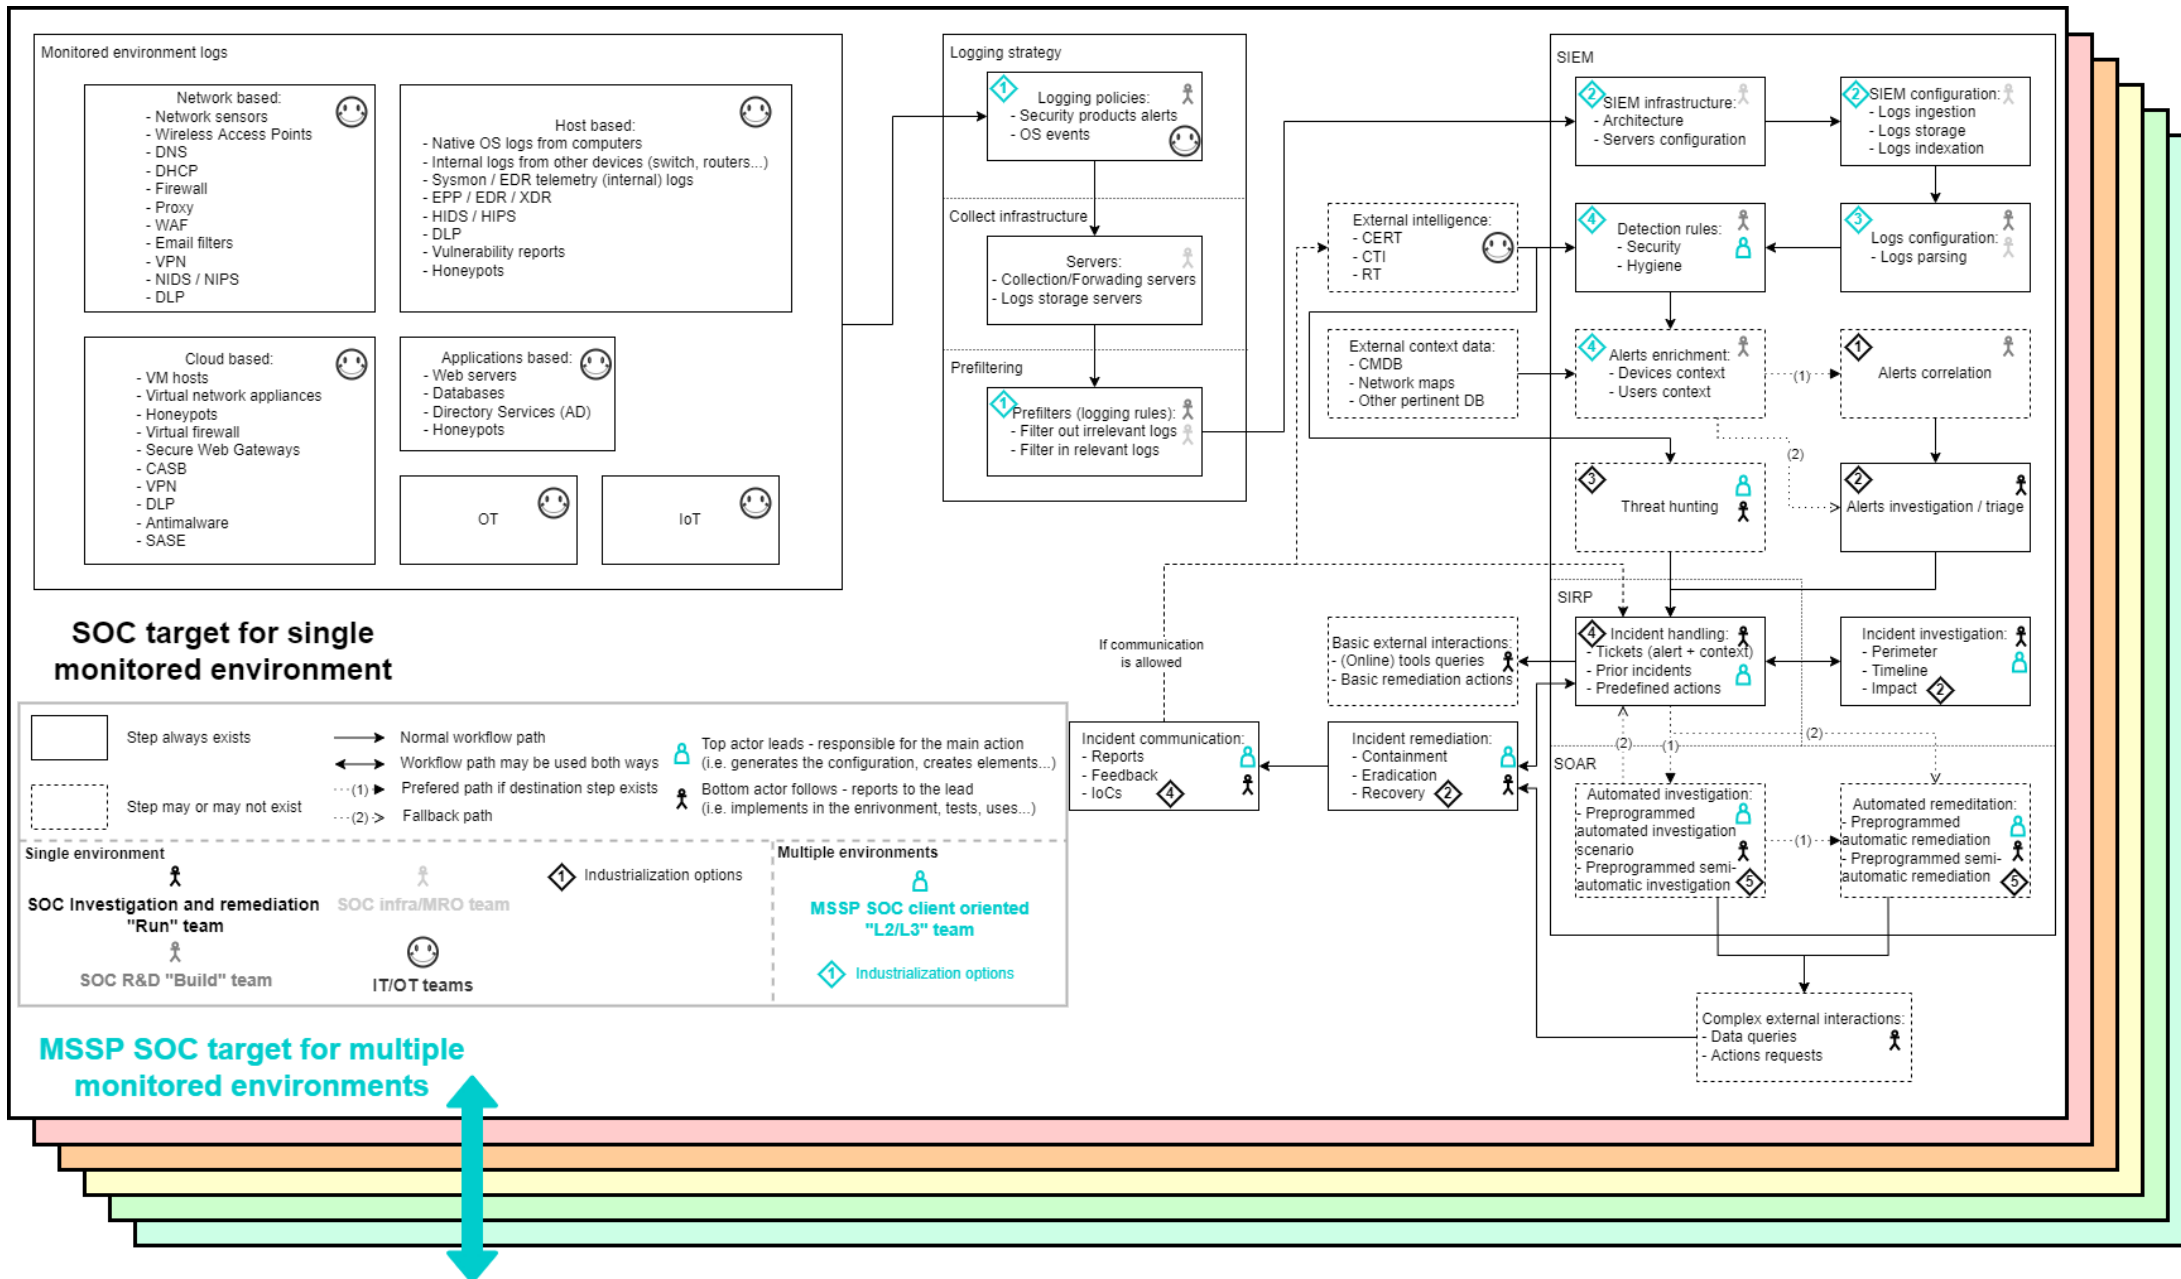 Monitored environment logs
Network based:
- Network sensors
- Wireless Access Points
- DNS
- DHCP
- Firewall
- Proxy
- WAF
- Email filters
- VPN
- NIDS / NIPS
- DLP
Host based:
- Native OS logs from computers
- Internal logs from other devices (switch, routers...)
- Sysmon / EDR telemetry (internal) logs
- EPP / EDR / XDR
- HIDS / HIPS
- DLP
- Vulnerability reports
- Honeypots
Cloud based:
- VM hosts
- Virtual network appliances
- Honeypots
- Virtual firewall
- Secure Web Gateways
- CASB
- VPN
- DLP
- Antimalware
- SASE
Applications based:
- Web servers
- Databases
- Directory Services (AD)
- Honeypots
OT
IoT
Logging strategy
1
Logging policies:
- Security products alerts
- OS events
Collect infrastructure
Servers:
- Collection/Forwading servers
- Logs storage servers
Prefiltering
1
Prefilters (logging rules):
- Filter out irrelevant logs
- Filter in relevant logs
SIEM
2
SIEM infrastructure:
- Architecture
- Servers configuration
2
SIEM configuration:
- Logs ingestion
- Logs storage
- Logs indexation
External intelligence:
- CERT
- CTI
- RT
4
Detection rules:
- Security
- Hygiene
3
Logs configuration:
- Logs parsing
External context data:
- CMDB
- Network maps
- Other pertinent DB
4
Alerts enrichment:
- Devices context
- Users context
(1)
1
Alerts correlation
(2)
3
Threat hunting
2
Alerts investigation / triage
SIRP
If communication
is allowed
Basic external interactions:
- (Online) tools queries
- Basic remediation actions
4
Incident handling:
- Tickets (alert + context)
- Prior incidents
- Predefined actions
Incident investigation:
- Perimeter
- Timeline
- Impact
2
Incident communication:
- Reports
- Feedback
- IoCs
4
Incident remediation:
- Containment
- Eradication
- Recovery
2
(2)
(1)
(2)
SOAR
Automated investigation:
- Preprogrammed
automated investigation
scenario
- Preprogrammed semi-
automatic investigation
5
(1)
Automated remeditation:
- Preprogrammed
automatic remediation
- Preprogrammed semi-
automatic remediation
5
Complex external interactions:
- Data queries
- Actions requests
SOC target for single
monitored environment
Step always exists
Step may or may not exist
Normal workflow path
Workflow path may be used both ways
(1)
Prefered path if destination step exists
(2)
Fallback path
Top actor leads - responsible for the main action
(i.e. generates the configuration, creates elements...)
Bottom actor follows - reports to the lead
(i.e. implements in the enrivonment, tests, uses...)
Single environment
SOC Investigation and remediation
"Run" team
SOC R&D "Build" team
SOC infra/MRO team
IT/OT teams
1
Industrialization options
Multiple environments
MSSP SOC client oriented
"L2/L3" team
1
Industrialization options
MSSP SOC target for multiple
monitored environments